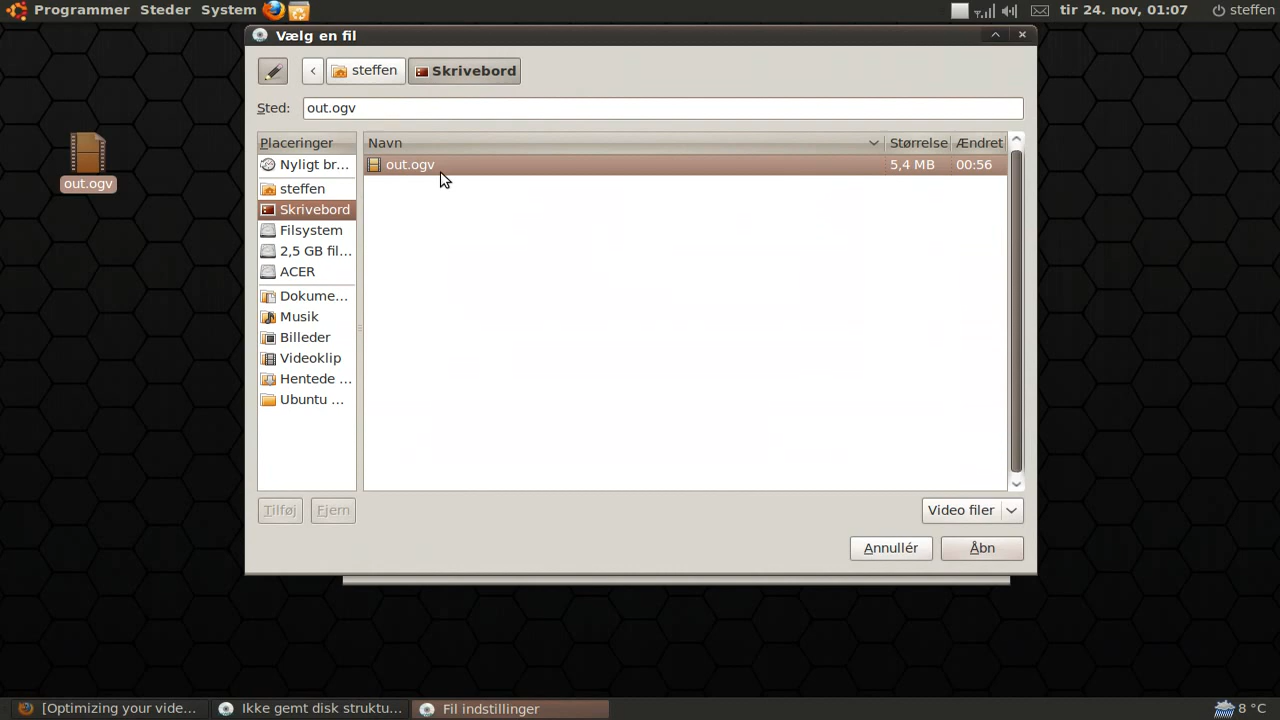 Programmer Steder System
tir 24. nov, 01:07 steffen
Vælg en fil
steffen Skrivebord
Sted: out.ogv
Placeringer
Navn Størrelse Ændret
Nyligt br...
out.ogv 5,4 MB 00:56
out.ogv
steffen
Skrivebord
Filsystem
2,5 GB fil...
ACER
Dokume...
Musik
Billeder
Videoklip
Hentede ...
Ubuntu ...
Tilføj Fjern
Video filer
Annullér Åbn
[Optimizing your vide... Ikke gemt disk struktu... Fil indstillinger
8 °C